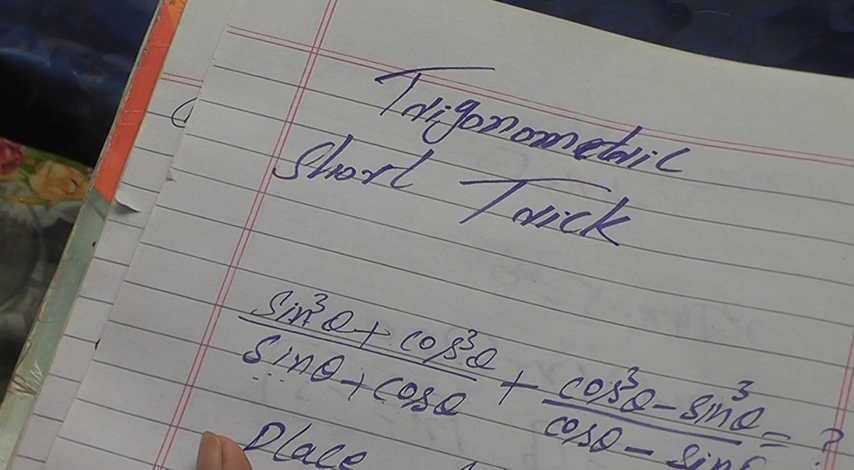 Trigonometric
Short Trick
sin³θ + cos³θ / sinθ + cosθ + cos³θ - sin³θ / cosθ - sinθ = ?
Place